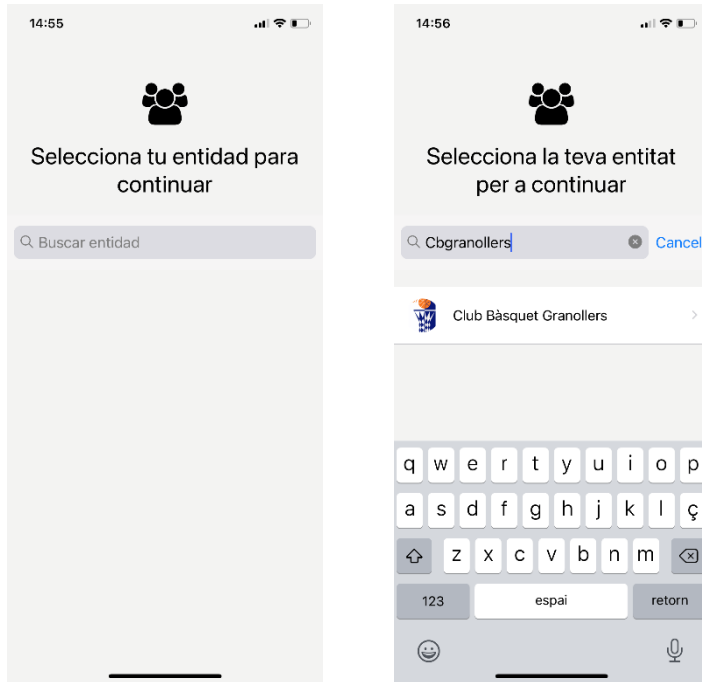 14:55
Selecciona tu entidad para
continuar
Buscar entidad
14:56
Selecciona la teva entitat
per a continuar
Cbgranollers
Cancel
Club Bàsquet Granollers
q w e r t y u i o p
a s d f g h j k l ç
z x c v b n m
123 espai retorn